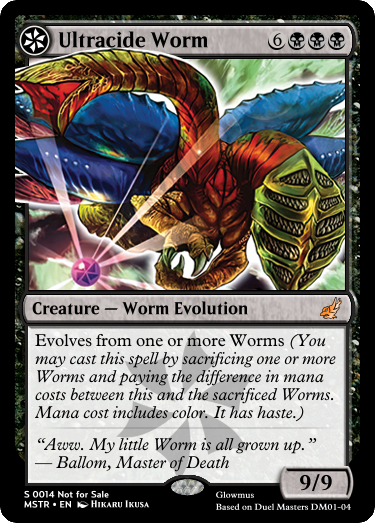 Ultracide Worm 6
Creature — Worm Evolution
Evolves from one or more Worms (You
may cast this spell by sacrificing one or more
Worms and paying the difference in mana
costs between this and the sacrificed Worms.
Mana cost includes color. It has haste.)
“Aww. My little Worm is all grown up.”
— Ballom, Master of Death
9/9
S 0014 Not for Sale
MSTR • EN Hikaru Ikusa
Glowmus
Based on Duel Masters DM01-04